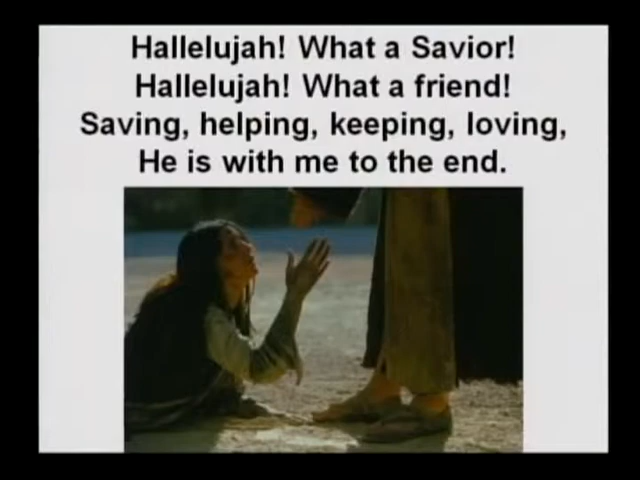 Hallelujah! What a Savior!
Hallelujah! What a friend!
Saving, helping, keeping, loving,
He is with me to the end.